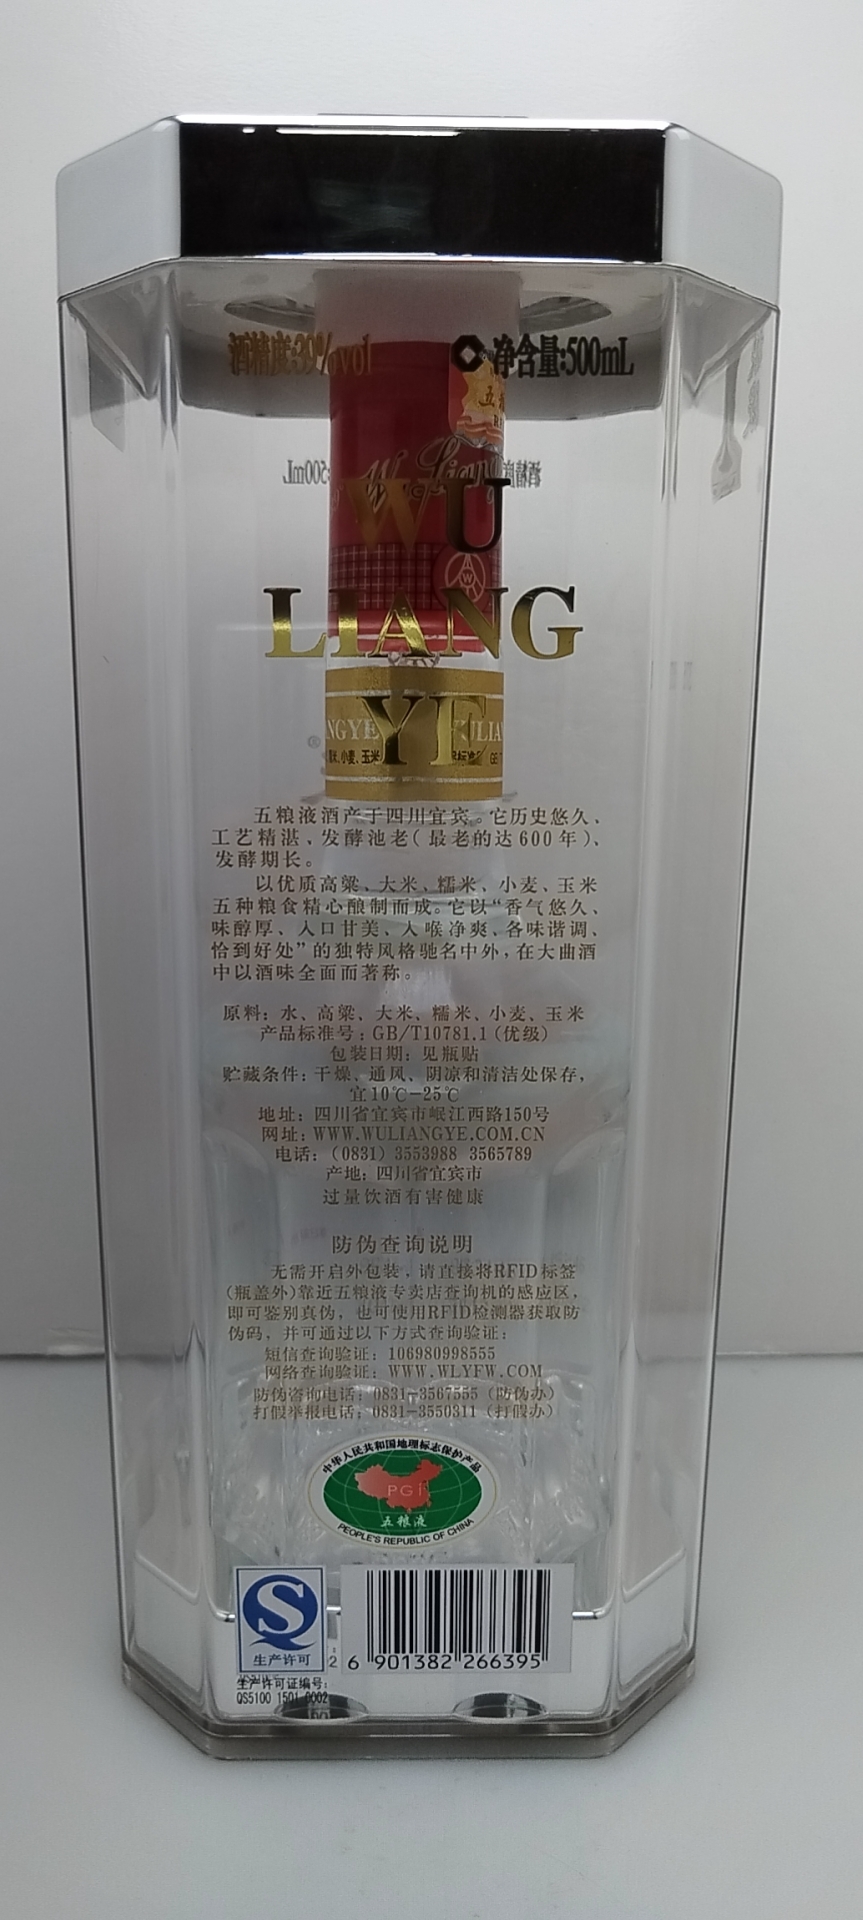 酒精度:39%vol 净含量:500mL
WU
LIANG
YE
五粮液酒产于四川宜宾。它历史悠久、
工艺精湛、发酵池老(最老的达600年)、
发酵期长。
以优质高粱、大米、糯米、小麦、玉米
五种粮食精心酿制而成。它以“香气悠久、
味醇厚、入口甘美、入喉净爽、各味谐调、
恰到好处”的独特风格驰名中外,在大曲酒
中以酒味全面而著称。
原料: 水、高粱、大米、糯米、小麦、玉米
产品标准号: GB/T10781.1(优级)
包装日期: 见瓶贴
贮藏条件: 干燥、通风、阴凉和清洁处保存,
宜10℃-25℃
地址: 四川省宜宾市岷江西路150号
网址: WWW.WULIANGYE.COM.CN
电话: (0831) 3553988 3565789
产地: 四川省宜宾市
过量饮酒有害健康
防伪查询说明
无需开启外包装，请直接将RFID标签
(瓶盖外)靠近五粮液专卖店查询机的感应区,
即可鉴别真伪，也可使用RFID检测器获取防
伪码，并可通过以下方式查询验证:
短信查询验证: 106980998555
网络查询验证: WWW.WLYFW.COM
防伪咨询电话: 0831-3567555 (防伪办)
打假举报电话: 0831-3550311 (打假办)
中华人民共和国地理标志保护产品
PGI
五粮液
PEOPLE'S REPUBLIC OF CHINA
生产许可
6 901382 266395
生产许可证编号:
QS5100 1501 0002